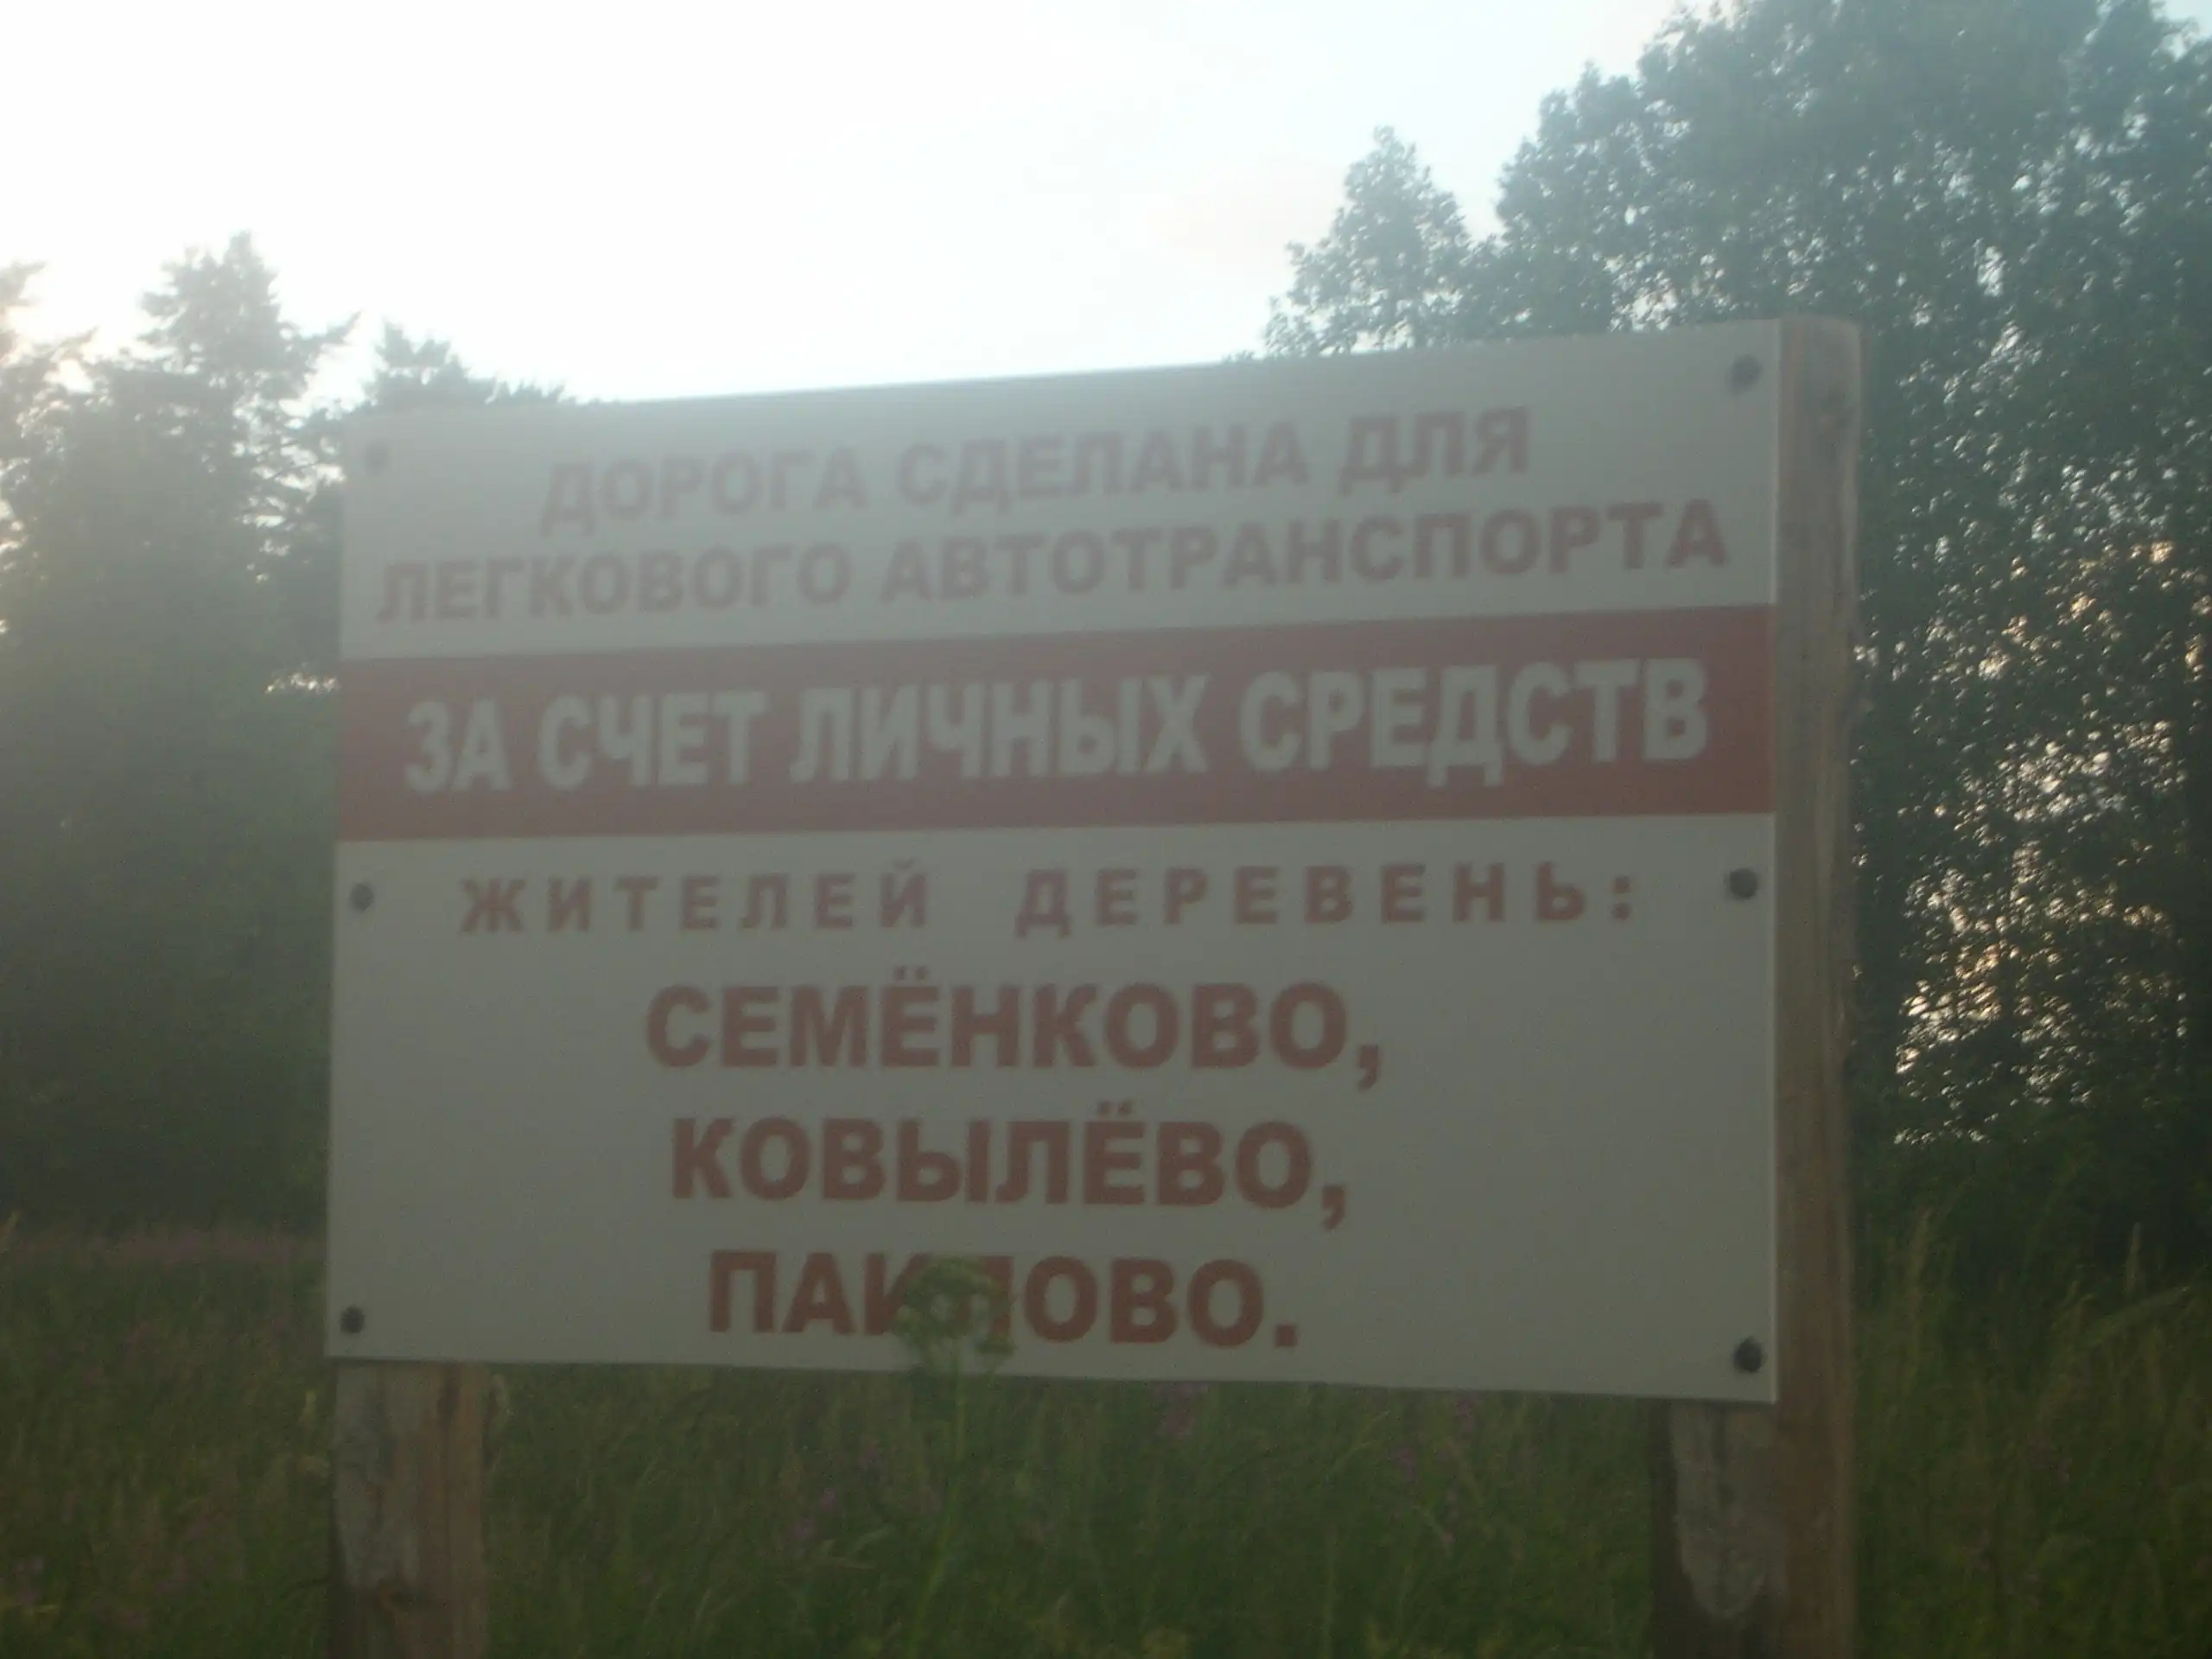 ДОРОГА СДЕЛАНА ДЛЯ
ЛЕГКОВОГО АВТОТРАНСПОРТА
ЗА СЧЕТ ЛИЧНЫХ СРЕДСТВ
ЖИТЕЛЕЙ ДЕРЕВЕНЬ:
СЕМЁНКОВО,
КОВЫЛЁВО,